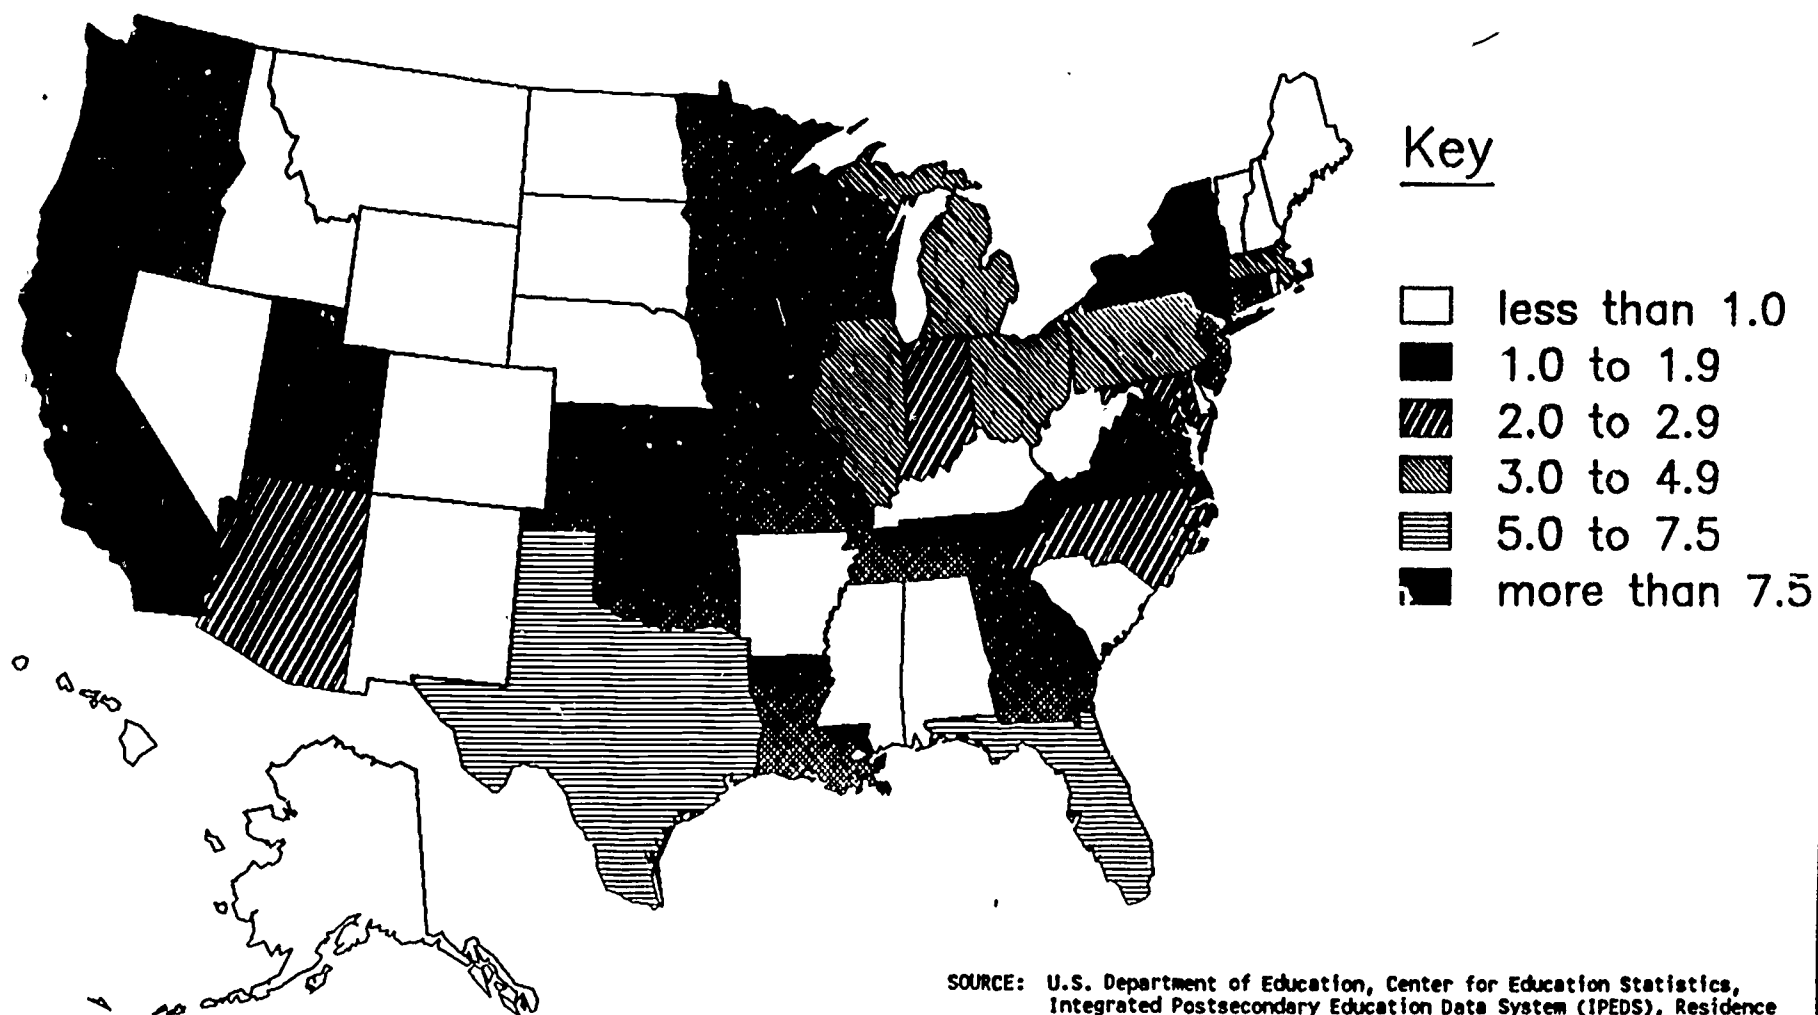 Key
less than 1.0
1.0 to 1.9
2.0 to 2.9
3.0 to 4.9
5.0 to 7.5
more than 7.5
SOURCE: U.S. Department of Education, Center for Education Statistics,
Integrated Postsecondary Education Data System (IPEDS), Residence